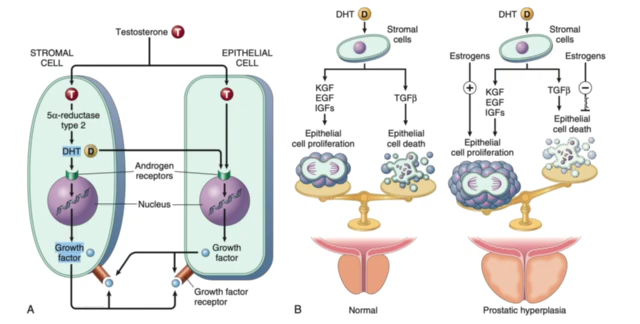 Testosterone T
STROMAL
CELL
EPITHELIAL
CELL
T
T
5α-reductase
type 2
DHT D
Androgen
receptors
Nucleus
Growth
factor
Growth
factor
Growth factor
receptor
A
DHT D
Stromal
cells
KGF
EGF
IGFs
TGFβ
Epithelial
cell proliferation
Epithelial
cell death
Normal
B
DHT D
Stromal
cells
Estrogens
Estrogens
+
KGF
EGF
IGFs
TGFβ
−
Epithelial
cell proliferation
Epithelial
cell death
Prostatic hyperplasia